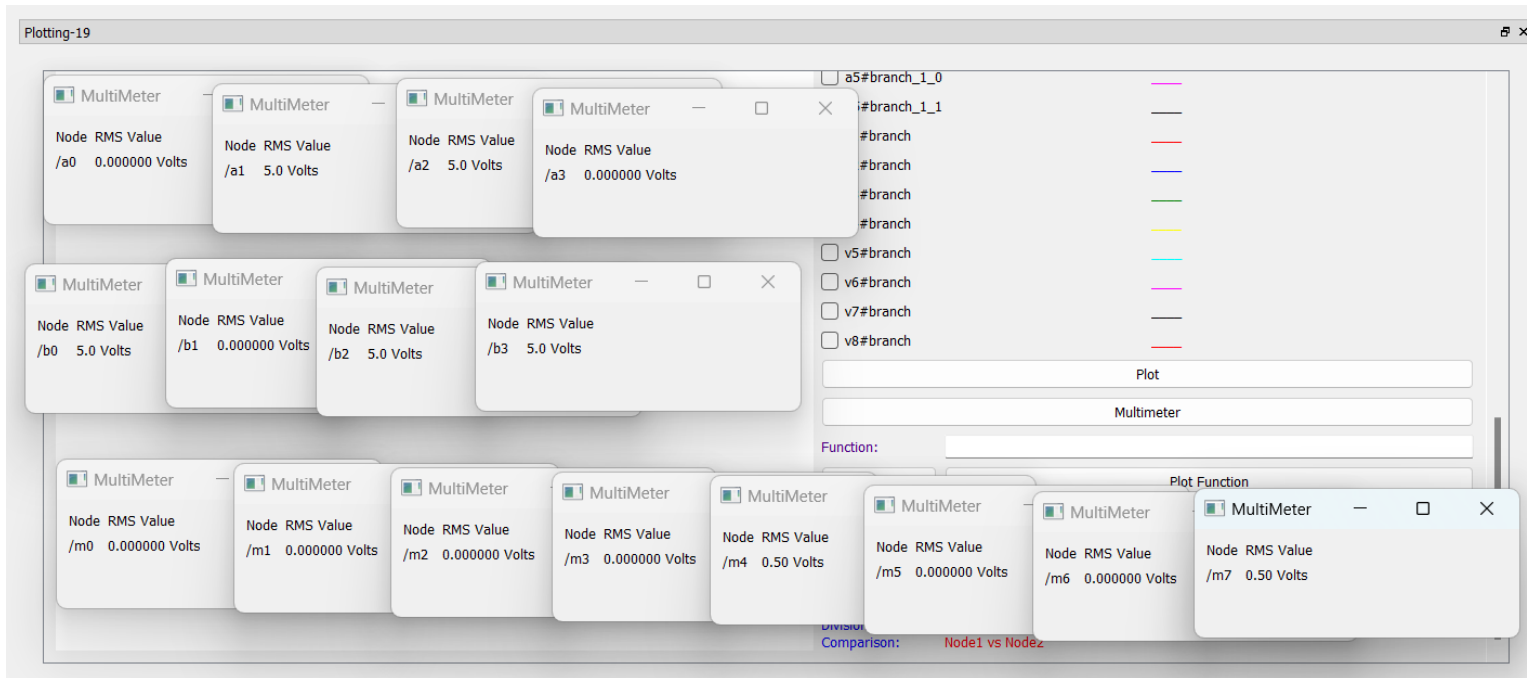 Plotting-19
MultiMeter
Node RMS Value
/a0 0.000000 Volts
MultiMeter
Node RMS Value
/a1 5.0 Volts
MultiMeter
Node RMS Value
/a2 5.0 Volts
MultiMeter
Node RMS Value
/a3 0.000000 Volts
a5#branch_1_0
#branch_1_1
#branch
#branch
#branch
#branch
v5#branch
v6#branch
v7#branch
v8#branch
MultiMeter
Node RMS Value
/b0 5.0 Volts
MultiMeter
Node RMS Value
/b1 0.000000 Volts
MultiMeter
Node RMS Value
/b2 5.0 Volts
MultiMeter
Node RMS Value
/b3 5.0 Volts
Plot
Multimeter
Function:
Plot Function
MultiMeter
Node RMS Value
/m0 0.000000 Volts
MultiMeter
Node RMS Value
/m1 0.000000 Volts
MultiMeter
Node RMS Value
/m2 0.000000 Volts
MultiMeter
Node RMS Value
/m3 0.000000 Volts
MultiMeter
Node RMS Value
/m4 0.50 Volts
MultiMeter
Node RMS Value
/m5 0.000000 Volts
MultiMeter
Node RMS Value
/m6 0.000000 Volts
MultiMeter
Node RMS Value
/m7 0.50 Volts
Division
Comparison: Node1 vs Node2